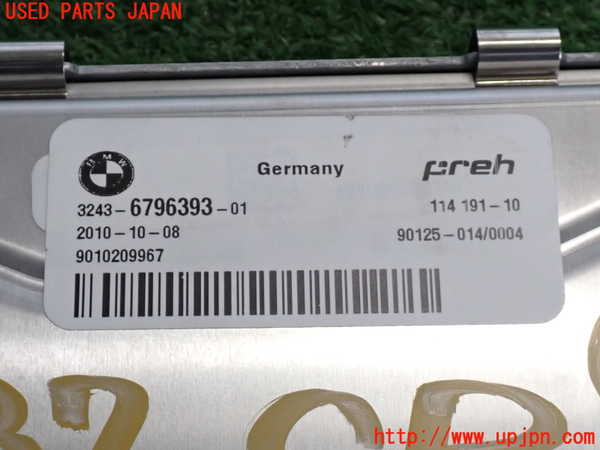 USED PARTS JAPAN
BMW
Germany
preh
3243-6796393-01
114 191-10
2010-10-08
90125-014/0004
9010209967
http://www.upjpn.com/